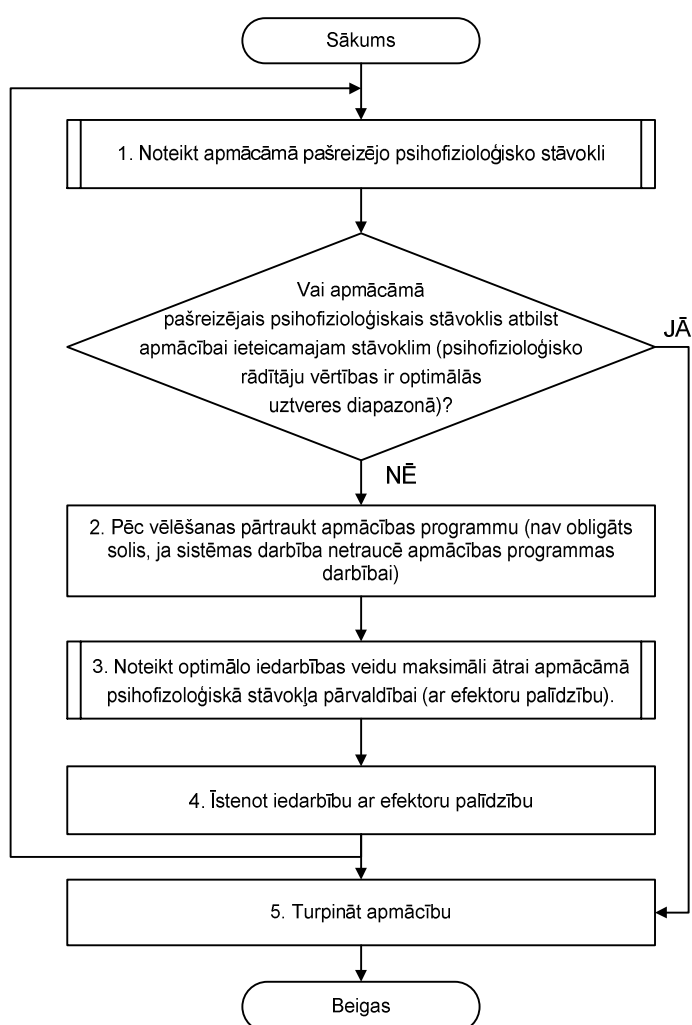 Sākums
1. Noteikt apmācāmā pašreizējo psihofizioloģisko stāvokli
Vai apmācāmā
pašreizējais psihofizioloģiskais stāvoklis atbilst
apmācībai ieteicamajam stāvoklim (psihofizioloģisko
rādītāju vērtības ir optimālās
uztveres diapazonā)?
JĀ
NĒ
2. Pēc vēlēšanas pārtraukt apmācības programmu (nav obligāts
solis, ja sistēmas darbība netraucē apmācības programmas
darbībai)
3. Noteikt optimālo iedarbības veidu maksimāli ātrai apmācāmā
psihofizoloģiskā stāvokļa pārvaldībai (ar efektoru palīdzību).
4. Īstenot iedarbību ar efektoru palīdzību
5. Turpināt apmācību
Beigas